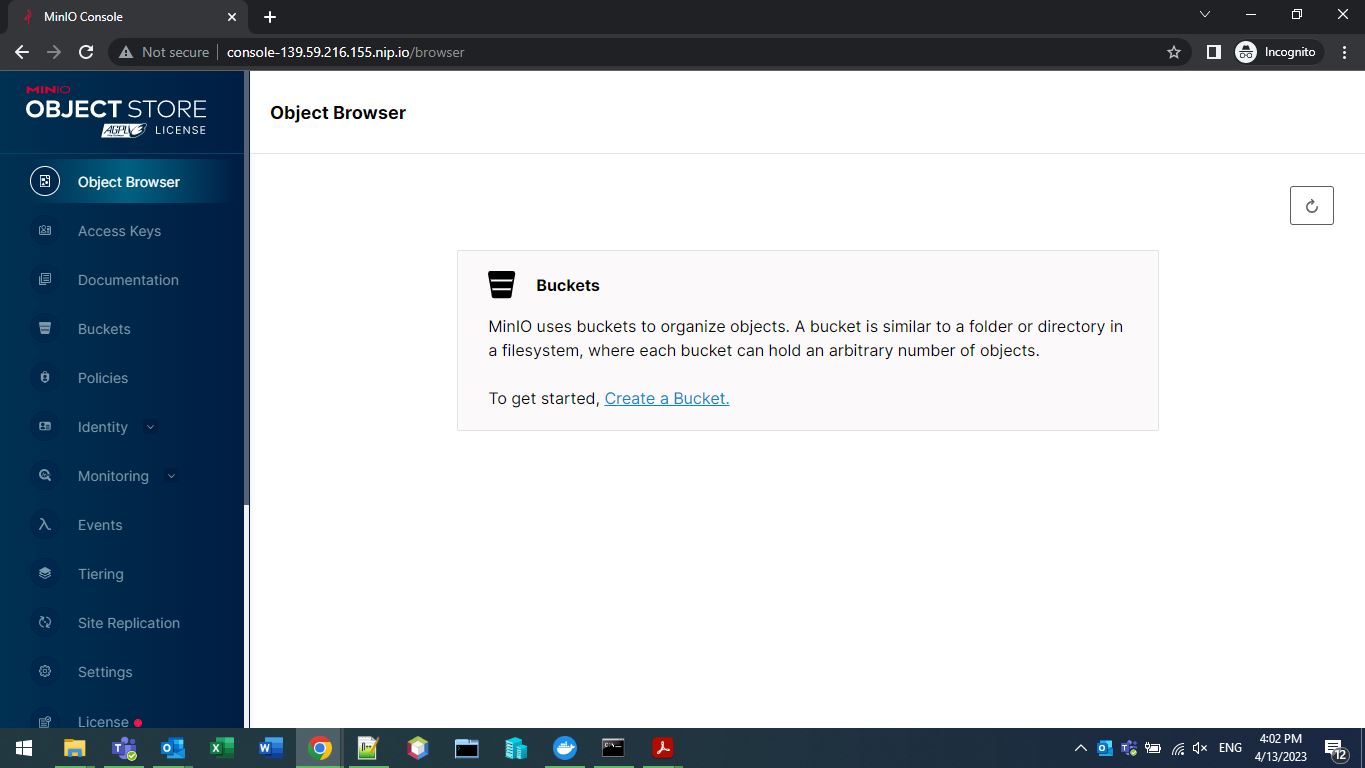 MinIO Console
Not secure
console-139.59.216.155.nip.io/browser
Incognito
MINIO
OBJECT STORE
AGPLV3 LICENSE
Object Browser
Object Browser
Access Keys
Documentation
Buckets
Policies
Identity
Monitoring
Events
Tiering
Site Replication
Settings
License
Buckets
MinIO uses buckets to organize objects. A bucket is similar to a folder or directory in
a filesystem, where each bucket can hold an arbitrary number of objects.
To get started, Create a Bucket.
ENG
4:02 PM
4/13/2023
12